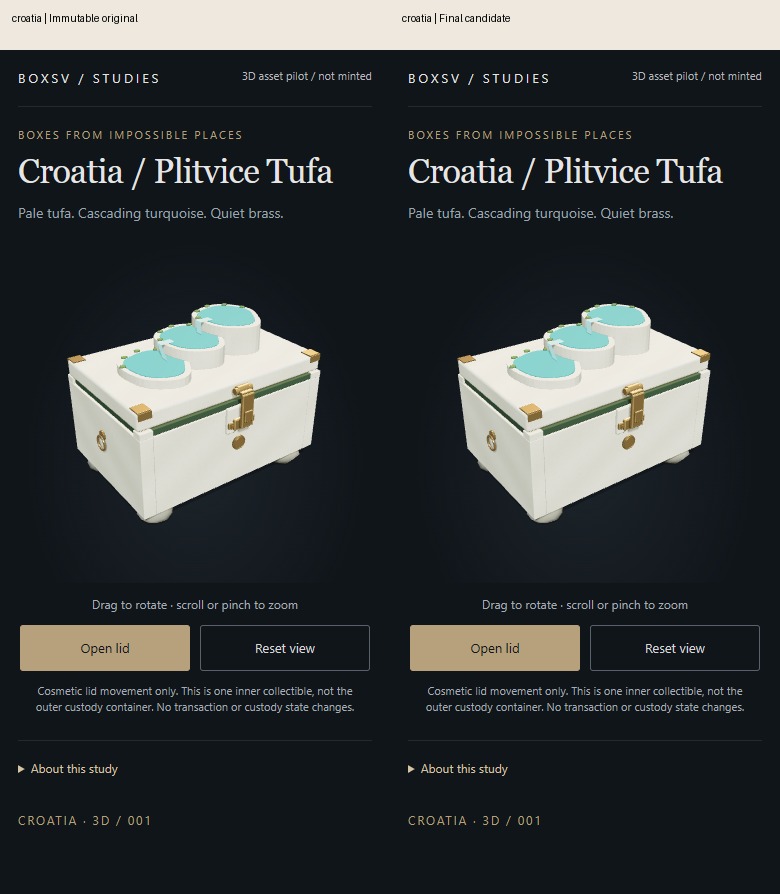 croatia | Immutable original
BOXSV / STUDIES
3D asset pilot / not minted
BOXES FROM IMPOSSIBLE PLACES
Croatia / Plitvice Tufa
Pale tufa. Cascading turquoise. Quiet brass.
Drag to rotate · scroll or pinch to zoom
Open lid
Reset view
Cosmetic lid movement only. This is one inner collectible, not the
outer custody container. No transaction or custody state changes.
▶ About this study
CROATIA · 3D / 001
croatia | Final candidate
BOXSV / STUDIES
3D asset pilot / not minted
BOXES FROM IMPOSSIBLE PLACES
Croatia / Plitvice Tufa
Pale tufa. Cascading turquoise. Quiet brass.
Drag to rotate · scroll or pinch to zoom
Open lid
Reset view
Cosmetic lid movement only. This is one inner collectible, not the
outer custody container. No transaction or custody state changes.
▶ About this study
CROATIA · 3D / 001